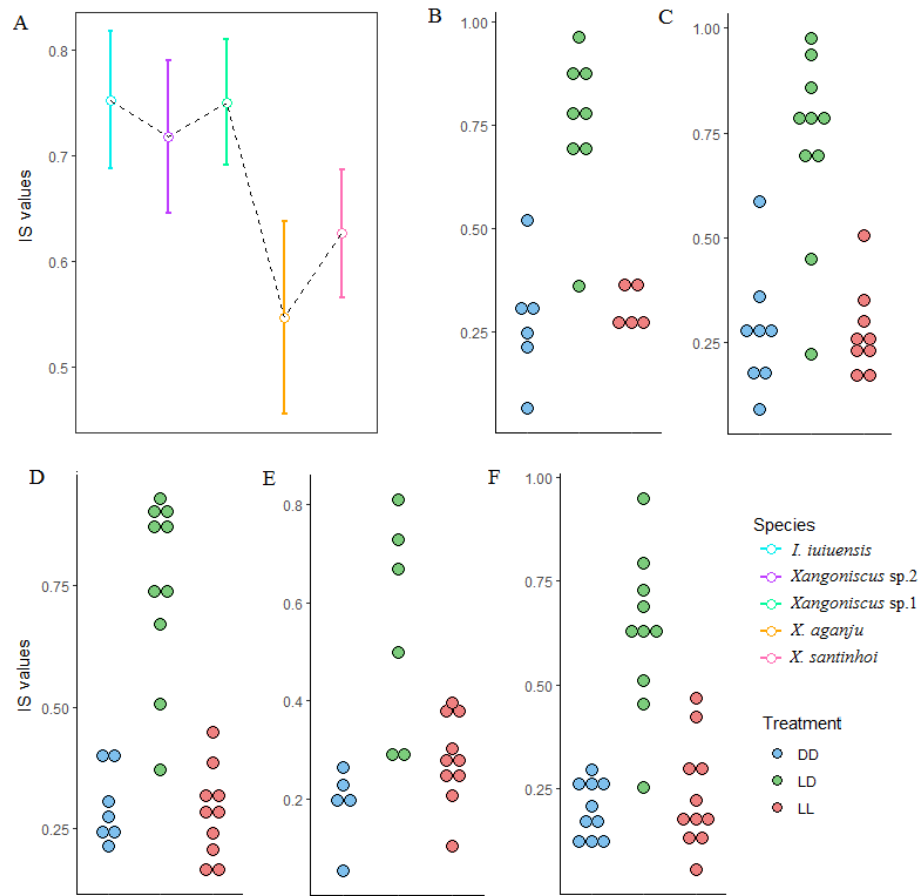 A
IS values
0.8
0.7
0.6
0.5
B
1.00
0.75
0.50
0.25
C
1.00
0.75
0.50
0.25
D
IS values
0.75
0.50
0.25
E
0.8
0.6
0.4
0.2
F
1.00
0.75
0.50
0.25
Species
I. iuiuensis
Xangoniscus sp.2
Xangoniscus sp.1
X. aganju
X. santinhoi
Treatment
DD
LD
LL